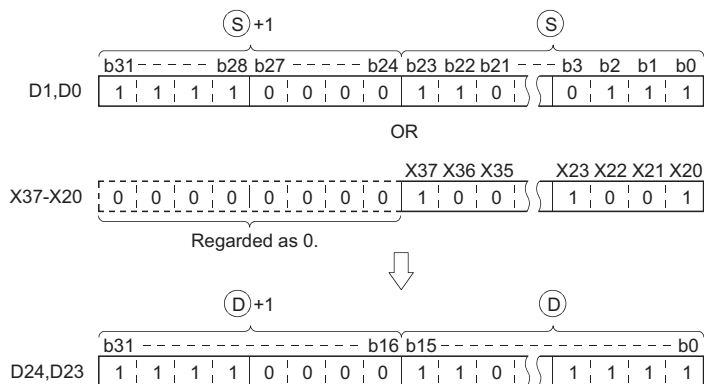 S +1 S
b31 b28 b27 b24 b23 b22 b21 b3 b2 b1 b0
D1,D0 1 1 1 1 0 0 0 0 1 1 0 0 1 1 1
OR
X37 X36 X35 X23 X22 X21 X20
X37-X20 0 0 0 0 0 0 0 0 1 0 0 1 0 0 1
Regarded as 0.
D +1 D
b31 b16 b15 b0
D24,D23 1 1 1 1 0 0 0 0 1 1 0 1 1 1 1